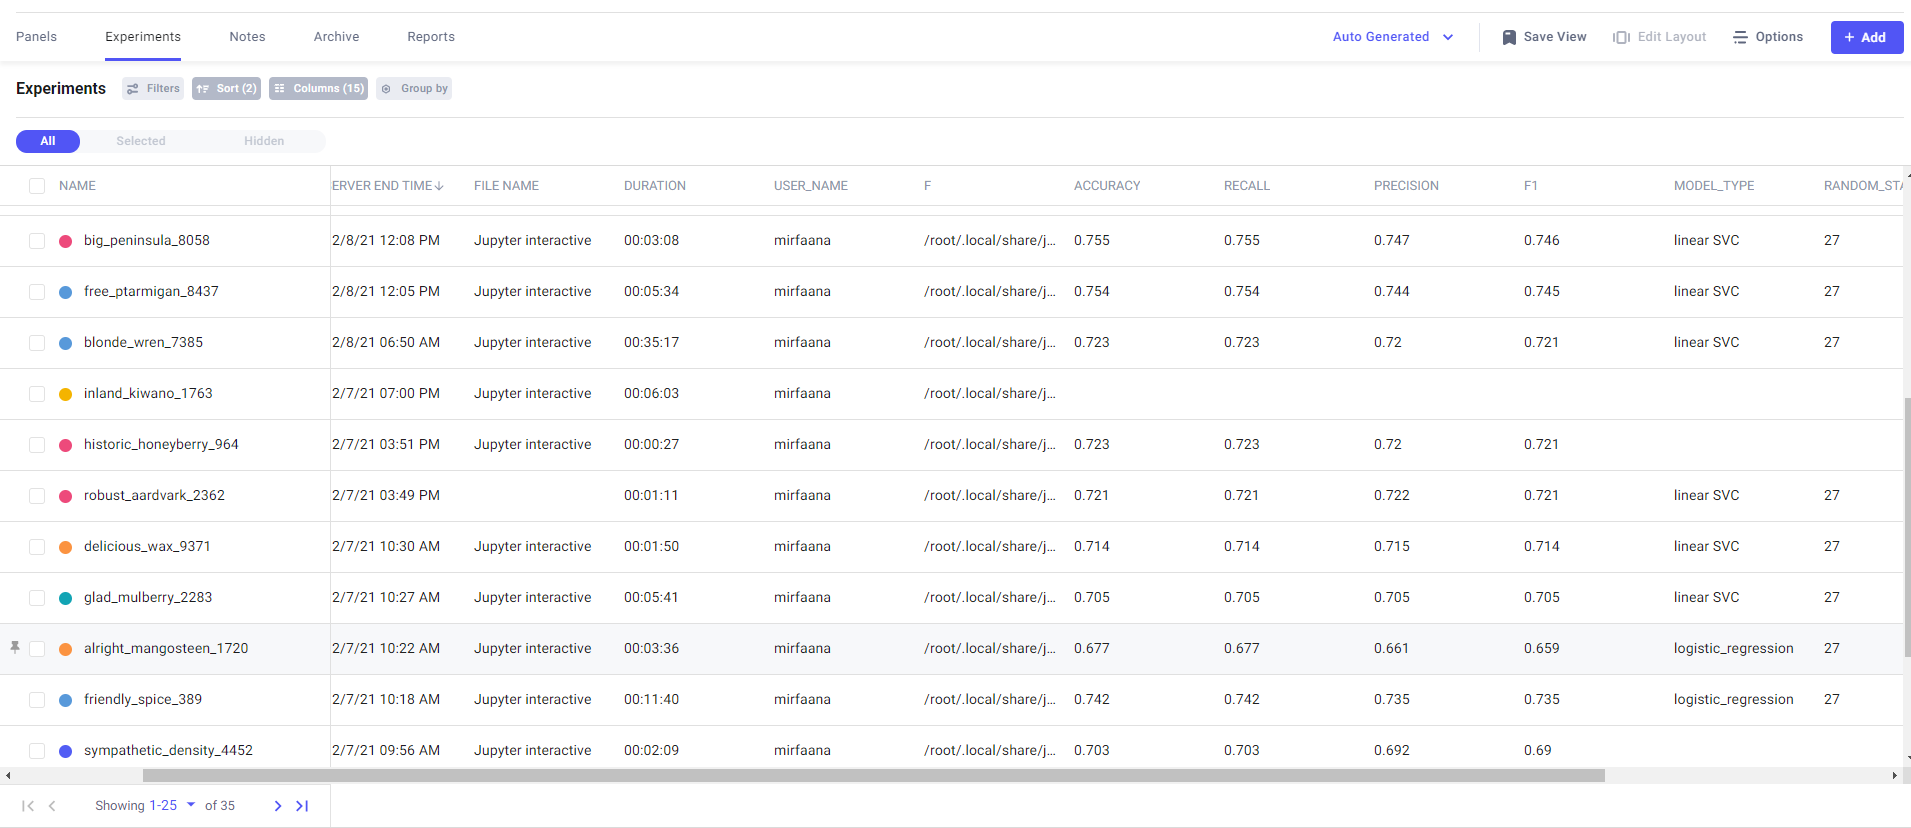 Panels Experiments Notes Archive Reports Auto Generated Save View Edit Layout Options + Add
Experiments Filters Sort (2) Columns (15) Group by
All Selected Hidden
NAME ERVER END TIME↓ FILE NAME DURATION USER_NAME F ACCURACY RECALL PRECISION F1 MODEL_TYPE RANDOM_STA
big_peninsula_8058 2/8/21 12:08 PM Jupyter interactive 00:03:08 mirfaana /root/.local/share/j... 0.755 0.755 0.747 0.746 linear SVC 27
free_ptarmigan_8437 2/8/21 12:05 PM Jupyter interactive 00:05:34 mirfaana /root/.local/share/j... 0.754 0.754 0.744 0.745 linear SVC 27
blonde_wren_7385 2/8/21 06:50 AM Jupyter interactive 00:35:17 mirfaana /root/.local/share/j... 0.723 0.723 0.72 0.721 linear SVC 27
inland_kiwano_1763 2/7/21 07:00 PM Jupyter interactive 00:06:03 mirfaana /root/.local/share/j...
historic_honeyberry_964 2/7/21 03:51 PM Jupyter interactive 00:00:27 mirfaana /root/.local/share/j... 0.723 0.723 0.72 0.721
robust_aardvark_2362 2/7/21 03:49 PM 00:01:11 mirfaana /root/.local/share/j... 0.721 0.721 0.722 0.721 linear SVC 27
delicious_wax_9371 2/7/21 10:30 AM Jupyter interactive 00:01:50 mirfaana /root/.local/share/j... 0.714 0.714 0.715 0.714 linear SVC 27
glad_mulberry_2283 2/7/21 10:27 AM Jupyter interactive 00:05:41 mirfaana /root/.local/share/j... 0.705 0.705 0.705 0.705 linear SVC 27
alright_mangosteen_1720 2/7/21 10:22 AM Jupyter interactive 00:03:36 mirfaana /root/.local/share/j... 0.677 0.677 0.661 0.659 logistic_regression 27
friendly_spice_389 2/7/21 10:18 AM Jupyter interactive 00:11:40 mirfaana /root/.local/share/j... 0.742 0.742 0.735 0.735 logistic_regression 27
sympathetic_density_4452 2/7/21 09:56 AM Jupyter interactive 00:02:09 mirfaana /root/.local/share/j... 0.703 0.703 0.692 0.69
Showing 1-25 of 35